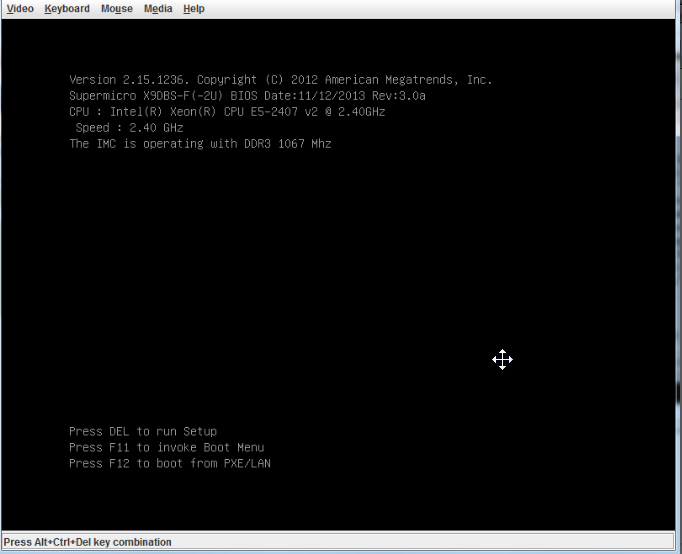 Video Keyboard Mouse Media Help
Version 2.15.1236. Copyright (C) 2012 American Megatrends, Inc.
Supermicro X9DBS-F(-2U) BIOS Date:11/12/2013 Rev:3.0a
CPU : Intel(R) Xeon(R) CPU E5-2407 v2 @ 2.40GHz
Speed : 2.40 GHz
The IMC is operating with DDR3 1067 Mhz
Press DEL to run Setup
Press F11 to invoke Boot Menu
Press F12 to boot from PXE/LAN
Press Alt+Ctrl+Del key combination